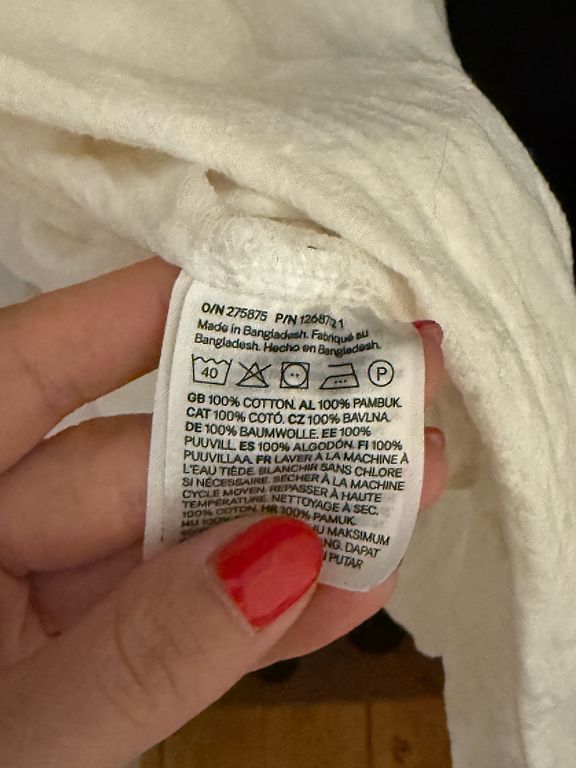 O/N 275875 P/N 1268721
Made in Bangladesh. Fabriqué au
Bangladesh. Hecho en Bangladesh.
40 P
GB 100% COTTON. AL 100% PAMBUK.
CAT 100% COTÓ. CZ 100% BAVLNA.
DE 100% BAUMWOLLE. EE 100%
PUUVILL. ES 100% ALGODÓN. FI 100%
PUUVILLAA. FR LAVER À LA MACHINE À
L'EAU TIÈDE. BLANCHIR SANS CHLORE
SI NÉCESSAIRE. SÉCHER À LA MACHINE
CYCLE MOYEN. REPASSER À HAUTE
TEMPÉRATURE. NETTOYAGE À SEC.
100% COTON. HR 100% PAMUK.
HU 100% MAKSIMUM
DAPAT
PUTAR